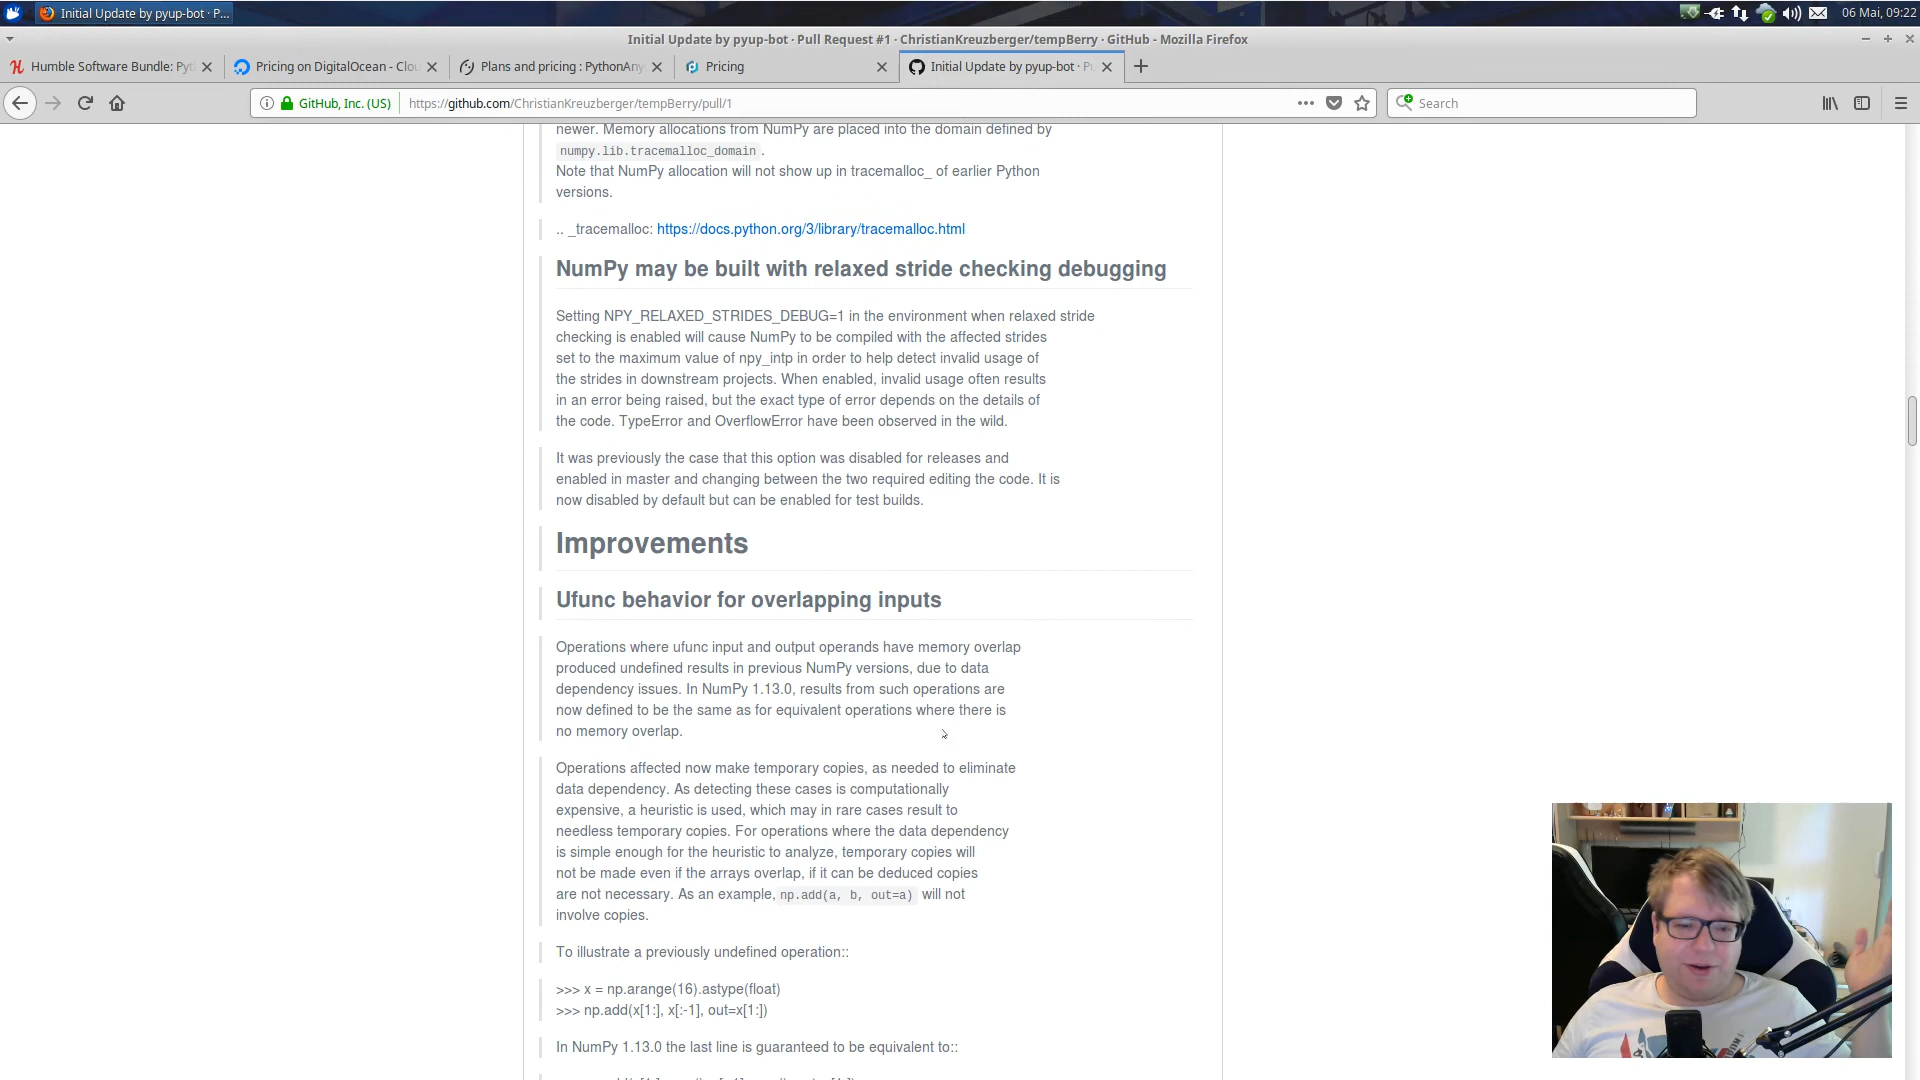 Initial Update by pyup-bot · P...
06 Mai, 09:22
Initial Update by pyup-bot · Pull Request #1 · ChristianKreuzberger/tempBerry · GitHub - Mozilla Firefox
Humble Software Bundle: Pyt
Pricing on DigitalOcean - Clou
Plans and pricing : PythonAny
Pricing
Initial Update by pyup-bot · Pu
GitHub, Inc. (US)
https://github.com/ChristianKreuzberger/tempBerry/pull/1
Search
newer. Memory allocations from NumPy are placed into the domain defined by
numpy.lib.tracemalloc_domain .
Note that NumPy allocation will not show up in tracemalloc_ of earlier Python
versions.
.. _tracemalloc: https://docs.python.org/3/library/tracemalloc.html
NumPy may be built with relaxed stride checking debugging
Setting NPY_RELAXED_STRIDES_DEBUG=1 in the environment when relaxed stride
checking is enabled will cause NumPy to be compiled with the affected strides
set to the maximum value of npy_intp in order to help detect invalid usage of
the strides in downstream projects. When enabled, invalid usage often results
in an error being raised, but the exact type of error depends on the details of
the code. TypeError and OverflowError have been observed in the wild.
It was previously the case that this option was disabled for releases and
enabled in master and changing between the two required editing the code. It is
now disabled by default but can be enabled for test builds.
Improvements
Ufunc behavior for overlapping inputs
Operations where ufunc input and output operands have memory overlap
produced undefined results in previous NumPy versions, due to data
dependency issues. In NumPy 1.13.0, results from such operations are
now defined to be the same as for equivalent operations where there is
no memory overlap.
Operations affected now make temporary copies, as needed to eliminate
data dependency. As detecting these cases is computationally
expensive, a heuristic is used, which may in rare cases result to
needless temporary copies. For operations where the data dependency
is simple enough for the heuristic to analyze, temporary copies will
not be made even if the arrays overlap, if it can be deduced copies
are not necessary. As an example, np.add(a, b, out=a) will not
involve copies.
To illustrate a previously undefined operation::
>>> x = np.arange(16).astype(float)
>>> np.add(x[1:], x[:-1], out=x[1:])
In NumPy 1.13.0 the last line is guaranteed to be equivalent to::